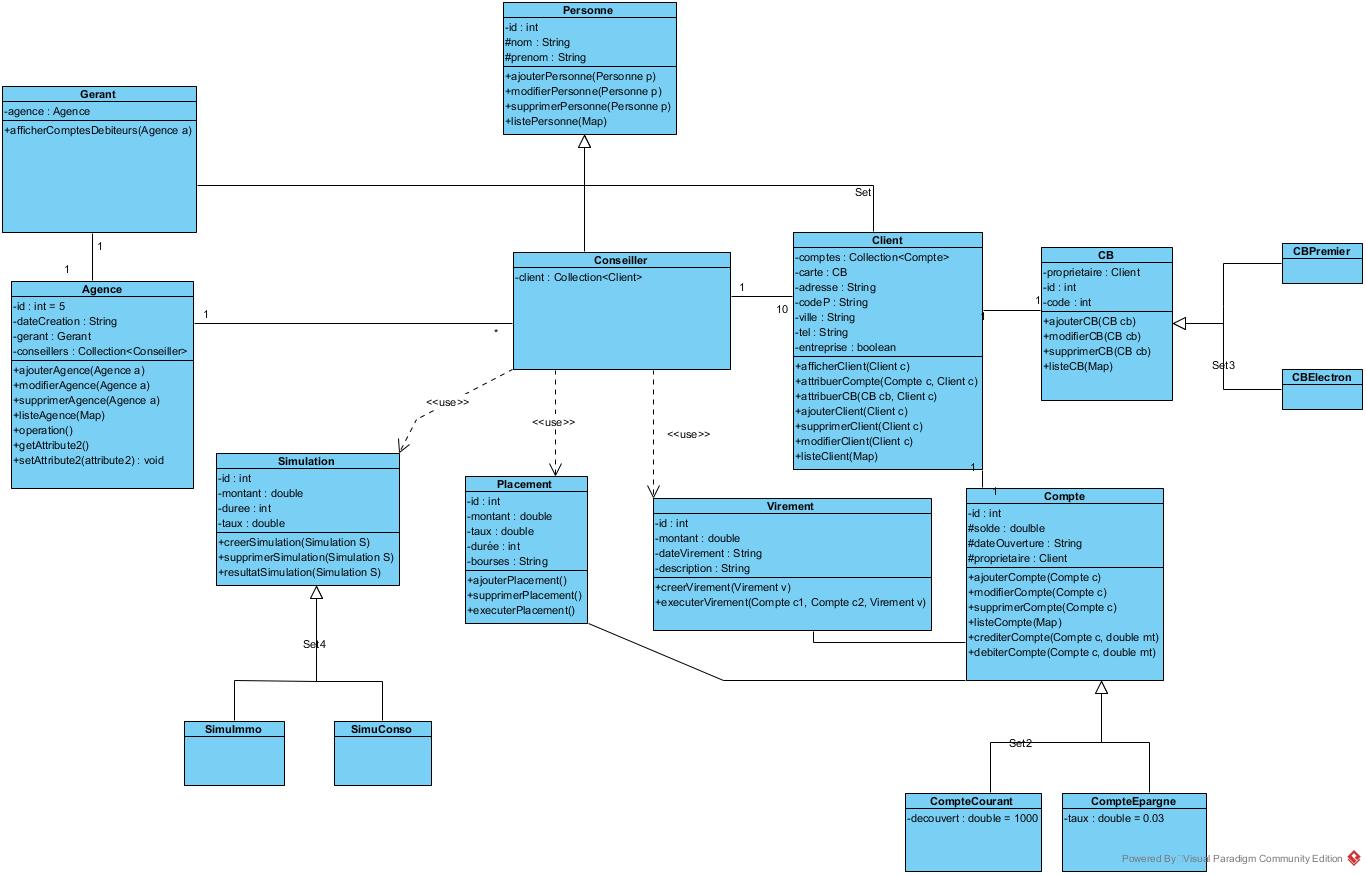 Personne
-id : int
#nom : String
#prenom : String
+ajouterPersonne(Personne p)
+modifierPersonne(Personne p)
+supprimerPersonne(Personne p)
+listePersonne(Map)
Gerant
-agence : Agence
+afficherComptesDebiteurs(Agence a)
Set
1
1
Agence
-id : int = 5
-dateCreation : String
-gerant : Gerant
-conseillers : Collection<Conseiller>
+ajouterAgence(Agence a)
+modifierAgence(Agence a)
+supprimerAgence(Agence a)
+listeAgence(Map)
+operation()
+getAttribute2()
+setAttribute2(attribute2) : void
1
*
Conseiller
-client : Collection<Client>
1
10
Client
-comptes : Collection<Compte>
-carte : CB
-adresse : String
-codeP : String
-ville : String
-tel : String
-entreprise : boolean
+afficherClient(Client c)
+attribuerCompte(Compte c, Client c)
+attribuerCB(CB cb, Client c)
+ajouterClient(Client c)
+supprimerClient(Client c)
+modifierClient(Client c)
+listeClient(Map)
1
1
CB
-proprietaire : Client
-id : int
-code : int
+ajouterCB(CB cb)
+modifierCB(CB cb)
+supprimerCB(CB cb)
+listeCB(Map)
CBPremier
Set3
CBElectron
<<use>>
<<use>>
<<use>>
Simulation
-id : int
-montant : double
-duree : int
-taux : double
+creerSimulation(Simulation S)
+supprimerSimulation(Simulation S)
+resultatSimulation(Simulation S)
Placement
-id : int
-montant : double
-taux : double
-durée : int
-bourses : String
+ajouterPlacement()
+supprimerPlacement()
+executerPlacement()
Virement
-id : int
-montant : double
-dateVirement : String
-description : String
+creerVirement(Virement v)
+executerVirement(Compte c1, Compte c2, Virement v)
1
1
Compte
-id : int
#solde : doulble
#dateOuverture : String
#proprietaire : Client
+ajouterCompte(Compte c)
+modifierCompte(Compte c)
+supprimerCompte(Compte c)
+listeCompte(Map)
+crediterCompte(Compte c, double mt)
+debiterCompte(Compte c, double mt)
Set4
SimuImmo
SimuConso
Set2
CompteCourant
-decouvert : double = 1000
CompteEpargne
-taux : double = 0.03
Powered By Visual Paradigm Community Edition